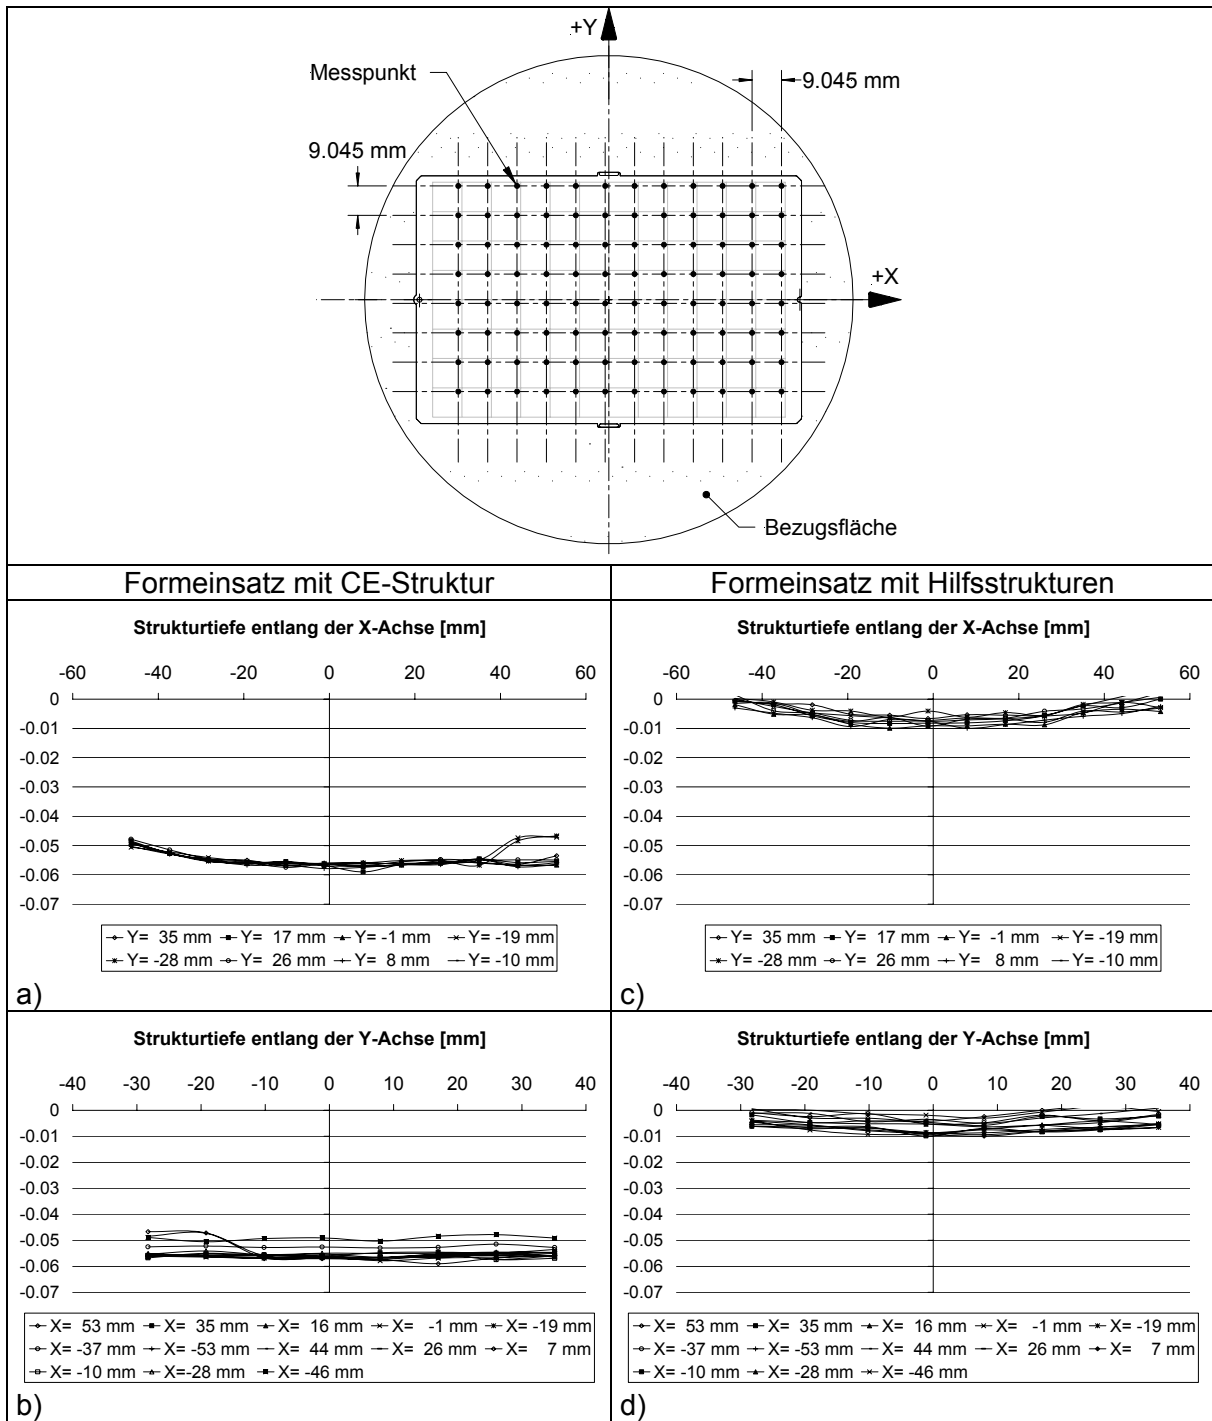 +Y
Messpunkt
9.045 mm
9.045 mm
+X
Bezugsfläche
Formeinsatz mit CE-Struktur
Formeinsatz mit Hilfsstrukturen
Strukturtiefe entlang der X-Achse [mm]
-60 -40 -20 0 20 40 60
0
-0.01
-0.02
-0.03
-0.04
-0.05
-0.06
-0.07
Y= 35 mm Y= 17 mm Y= -1 mm Y= -19 mm
Y= -28 mm Y= 26 mm Y= 8 mm Y= -10 mm
a)
Strukturtiefe entlang der X-Achse [mm]
-60 -40 -20 0 20 40 60
0
-0.01
-0.02
-0.03
-0.04
-0.05
-0.06
-0.07
Y= 35 mm Y= 17 mm Y= -1 mm Y= -19 mm
Y= -28 mm Y= 26 mm Y= 8 mm Y= -10 mm
c)
Strukturtiefe entlang der Y-Achse [mm]
-40 -30 -20 -10 0 10 20 30 40
0
-0.01
-0.02
-0.03
-0.04
-0.05
-0.06
-0.07
X= 53 mm X= 35 mm X= 16 mm X= -1 mm X= -19 mm
X= -37 mm X= -53 mm X= 44 mm X= 26 mm X= 7 mm
X= -10 mm X=-28 mm X= -46 mm
b)
Strukturtiefe entlang der Y-Achse [mm]
-40 -30 -20 -10 0 10 20 30 40
0
-0.01
-0.02
-0.03
-0.04
-0.05
-0.06
-0.07
X= 53 mm X= 35 mm X= 16 mm X= -1 mm X= -19 mm
X= -37 mm X= -53 mm X= 44 mm X= 26 mm X= 7 mm
X= -10 mm X= -28 mm X= -46 mm
d)